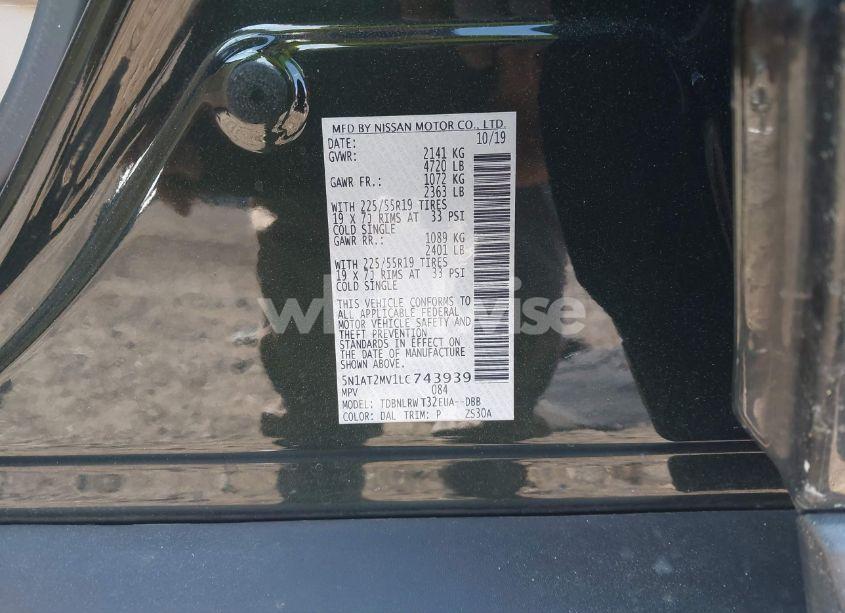 MFD BY NISSAN MOTOR CO., LTD.
DATE: 10/19
GVWR: 2141 KG
4720 LB
GAWR FR.: 1072 KG
2363 LB
WITH 225/55R19 TIRES
19 X 7J RIMS AT 33 PSI
COLD SINGLE
GAWR RR.: 1089 KG
2401 LB
WITH 225/55R19 TIRES
19 X 7J RIMS AT 33 PSI
COLD SINGLE
THIS VEHICLE CONFORMS TO
ALL APPLICABLE FEDERAL
MOTOR VEHICLE SAFETY AND
THEFT PREVENTION
STANDARDS IN EFFECT ON
THE DATE OF MANUFACTURE
SHOWN ABOVE.
5N1AT2MV1LC743939
MPV 084
MODEL: TDBNLRW T32EUA--DBB
COLOR: DAL TRIM: P ZS30A